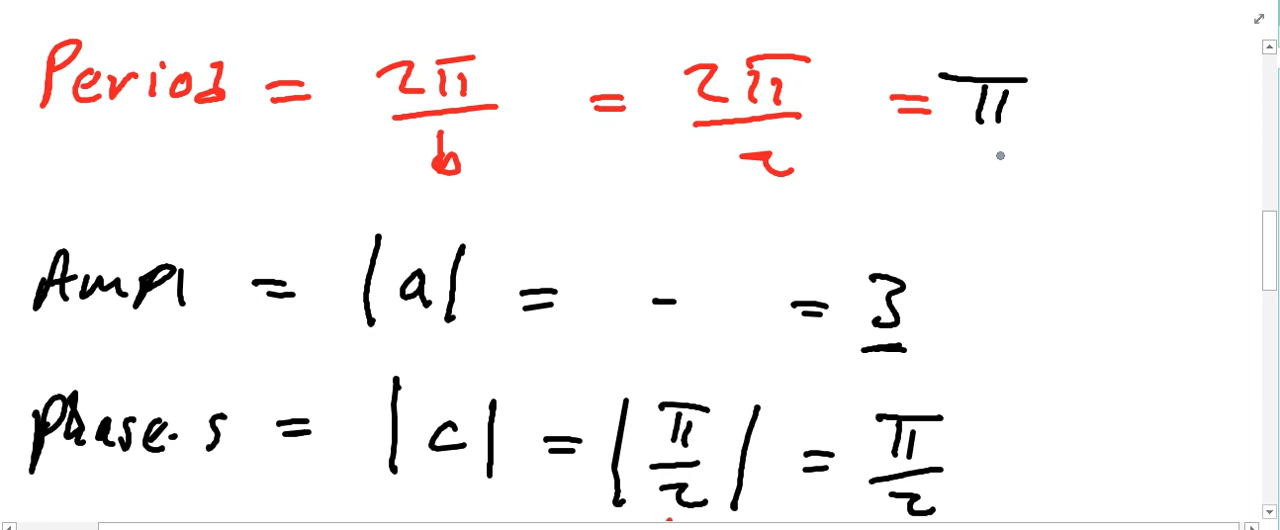 Period = 2π/b = 2π/2 = π
Ampl = |a| = - = 3
phase. s = |c| = |π/2| = π/2